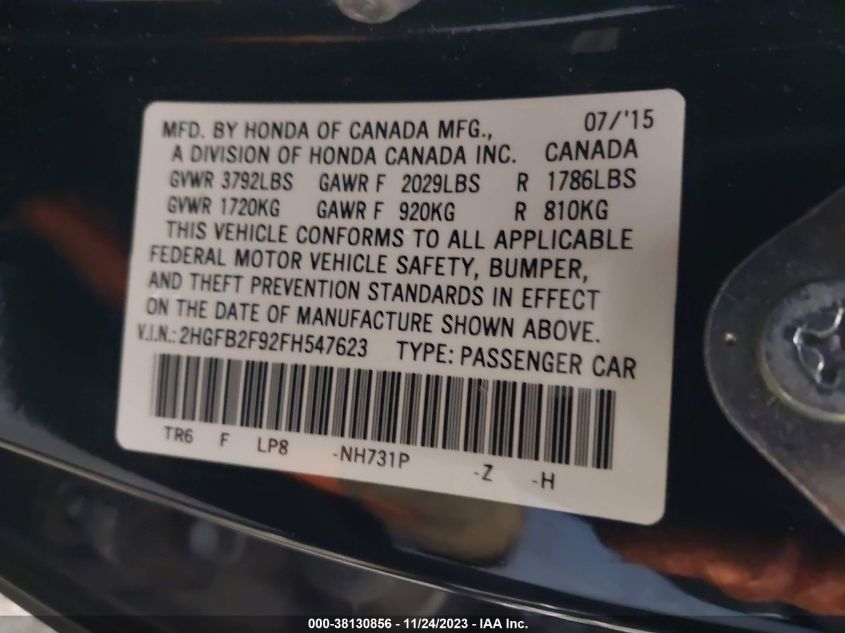 MFD. BY HONDA OF CANADA MFG., 07/'15
A DIVISION OF HONDA CANADA INC. CANADA
GVWR 3792LBS GAWR F 2029LBS R 1786LBS
GVWR 1720KG GAWR F 920KG R 810KG
THIS VEHICLE CONFORMS TO ALL APPLICABLE
FEDERAL MOTOR VEHICLE SAFETY, BUMPER,
AND THEFT PREVENTION STANDARDS IN EFFECT
ON THE DATE OF MANUFACTURE SHOWN ABOVE.
V.I.N.: 2HGFB2F92FH547623 TYPE: PASSENGER CAR
TR6 F LP8 -NH731P -Z -H
000-38130856 - 11/24/2023 - IAA Inc.